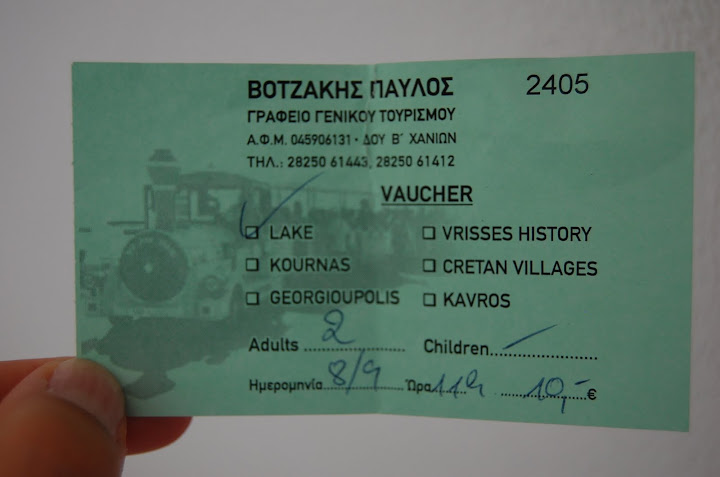 ΒΟΤΖΑΚΗΣ ΠΑΥΛΟΣ 2405
ΓΡΑΦΕΙΟ ΓΕΝΙΚΟΥ ΤΟΥΡΙΣΜΟΥ
Α.Φ.Μ. 045906131 · ΔΟΥ Β΄ ΧΑΝΙΩΝ
ΤΗΛ.: 28250 61443, 28250 61412
VAUCHER
LAKE VRISSES HISTORY
KOURNAS CRETAN VILLAGES
GEORGIOUPOLIS KAVROS
Adults 2 Children
Ημερομηνία 8/9 Ώρα 11 10,- €